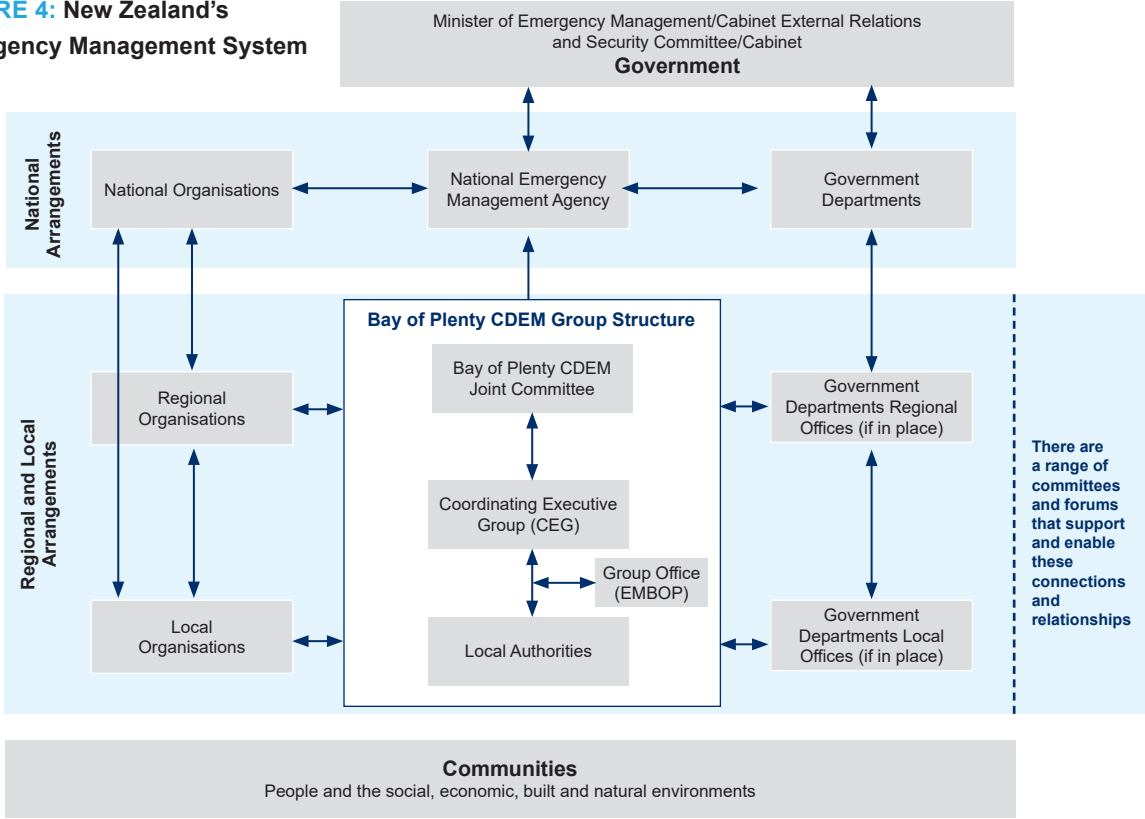 RE 4: New Zealand's
gency Management System
Minister of Emergency Management/Cabinet External Relations
and Security Committee/Cabinet
Government
National
Arrangements
National Organisations
National Emergency
Management Agency
Government
Departments
Regional and Local
Arrangements
Bay of Plenty CDEM Group Structure
Bay of Plenty CDEM
Joint Committee
Regional
Organisations
Government
Departments Regional
Offices (if in place)
Coordinating Executive
Group (CEG)
Group Office
(EMBOP)
Local
Organisations
Local Authorities
Government
Departments Local
Offices (if in place)
There are
a range of
committees
and forums
that support
and enable
these
connections
and
relationships
Communities
People and the social, economic, built and natural environments